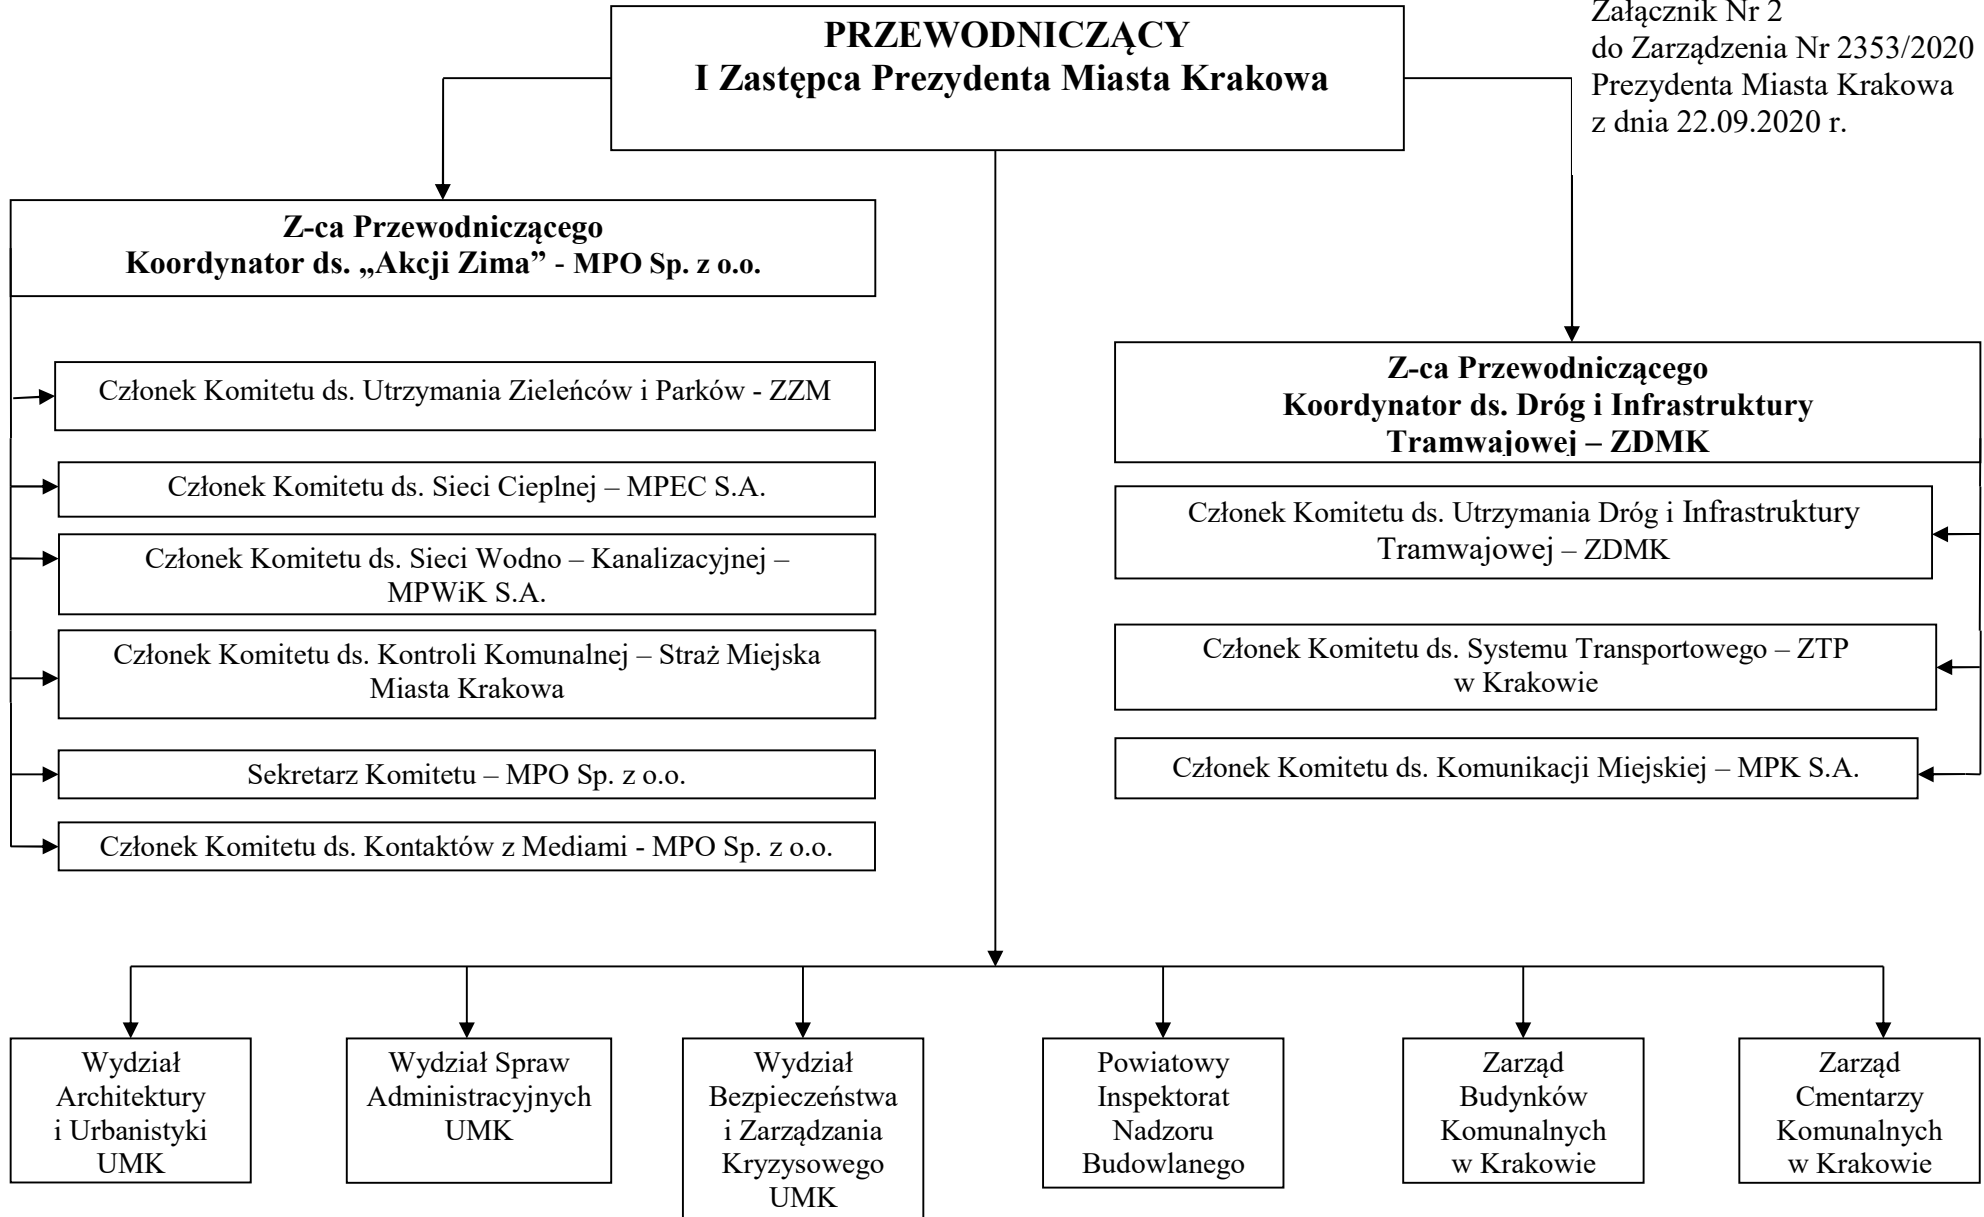 Załącznik Nr 2
do Zarządzenia Nr 2353/2020
Prezydenta Miasta Krakowa
z dnia 22.09.2020 r.
PRZEWODNICZĄCY
I Zastępca Prezydenta Miasta Krakowa
Z-ca Przewodniczącego
Koordynator ds. „Akcji Zima” - MPO Sp. z o.o.
Członek Komitetu ds. Utrzymania Zieleńców i Parków - ZZM
Członek Komitetu ds. Sieci Cieplnej – MPEC S.A.
Członek Komitetu ds. Sieci Wodno – Kanalizacyjnej –
MPWiK S.A.
Członek Komitetu ds. Kontroli Komunalnej – Straż Miejska
Miasta Krakowa
Sekretarz Komitetu – MPO Sp. z o.o.
Członek Komitetu ds. Kontaktów z Mediami - MPO Sp. z o.o.
Z-ca Przewodniczącego
Koordynator ds. Dróg i Infrastruktury
Tramwajowej – ZDMK
Członek Komitetu ds. Utrzymania Dróg i Infrastruktury
Tramwajowej – ZDMK
Członek Komitetu ds. Systemu Transportowego – ZTP
w Krakowie
Członek Komitetu ds. Komunikacji Miejskiej – MPK S.A.
Wydział
Architektury
i Urbanistyki
UMK
Wydział Spraw
Administracyjnych
UMK
Wydział
Bezpieczeństwa
i Zarządzania
Kryzysowego
UMK
Powiatowy
Inspektorat
Nadzoru
Budowlanego
Zarząd
Budynków
Komunalnych
w Krakowie
Zarząd
Cmentarzy
Komunalnych
w Krakowie